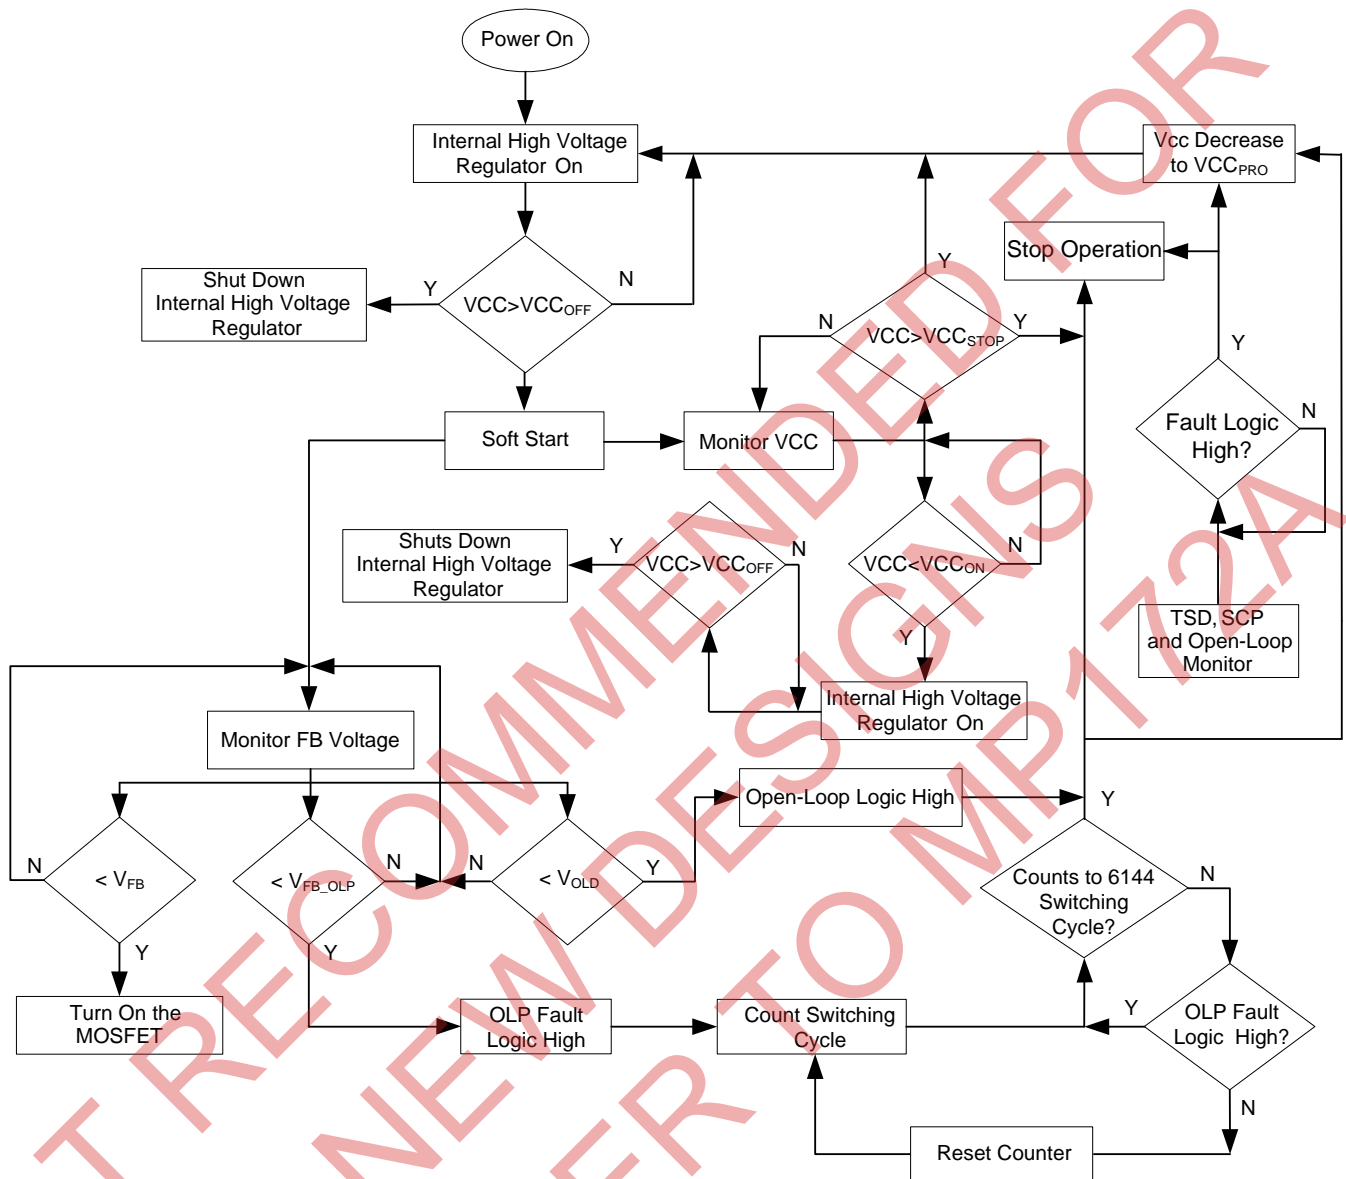 Power On
Internal High Voltage
Regulator On
Vcc Decrease
to VCCPRO
Stop Operation
Shut Down
Internal High Voltage
Regulator
Y
VCC>VCCOFF
N
Y
N
VCC>VCCSTOP
Y
Y
Soft Start
Monitor VCC
Fault Logic
High?
N
Shuts Down
Internal High Voltage
Regulator
Y
VCC>VCCOFF
N
VCC<VCCON
N
Y
TSD, SCP
and Open-Loop
Monitor
Internal High Voltage
Regulator On
Monitor FB Voltage
Open-Loop Logic High
Y
N
< VFB
Y
< VFB_OLP
N
Y
N
< VOLD
Y
Counts to 6144
Switching
Cycle?
N
Turn On the
MOSFET
OLP Fault
Logic High
Count Switching
Cycle
Y
OLP Fault
Logic High?
N
Reset Counter
T RECOMMENDED FOR
NEW DESIGNS
ER TO MP172A